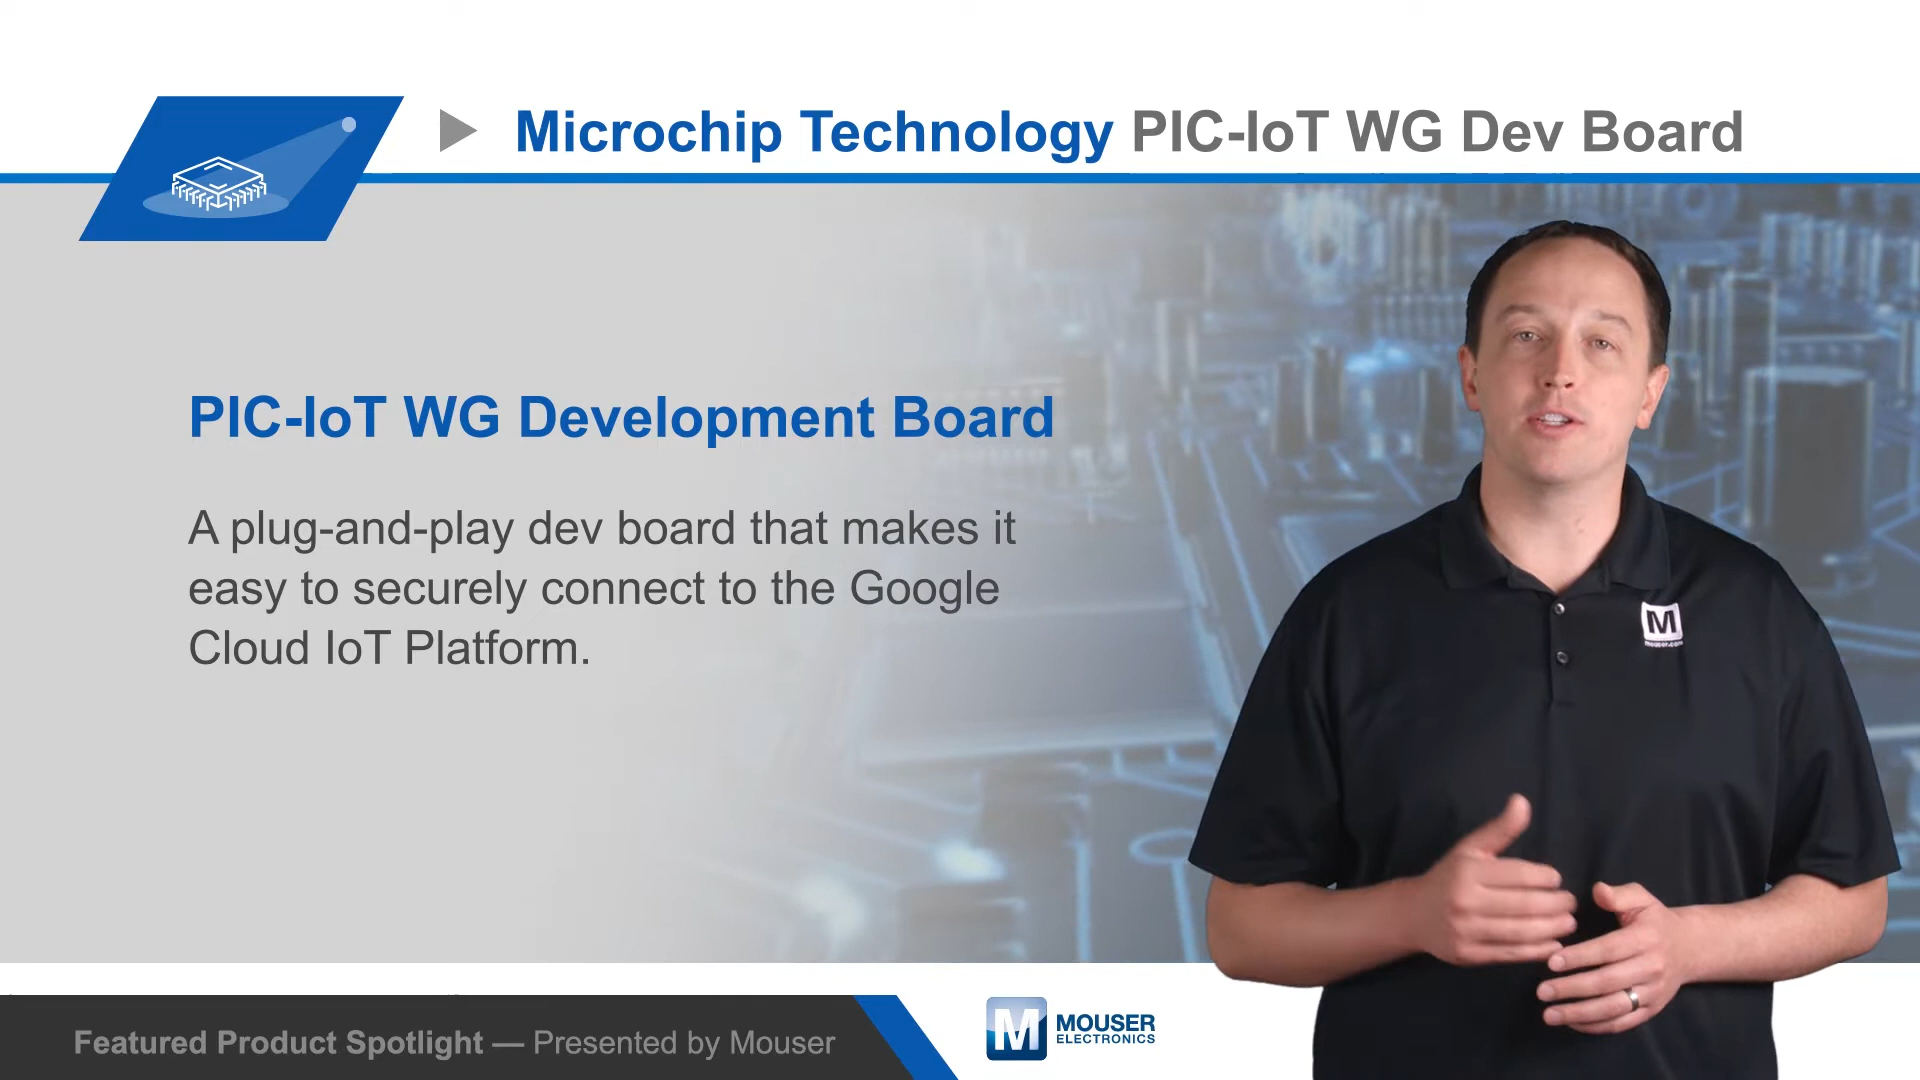 Microchip Technology PIC-IoT WG Dev Board
PIC-IoT WG Development Board
A plug-and-play dev board that makes it
easy to securely connect to the Google
Cloud IoT Platform.
M
mouser.com
Featured Product Spotlight — Presented by Mouser
M
MOUSER
ELECTRONICS